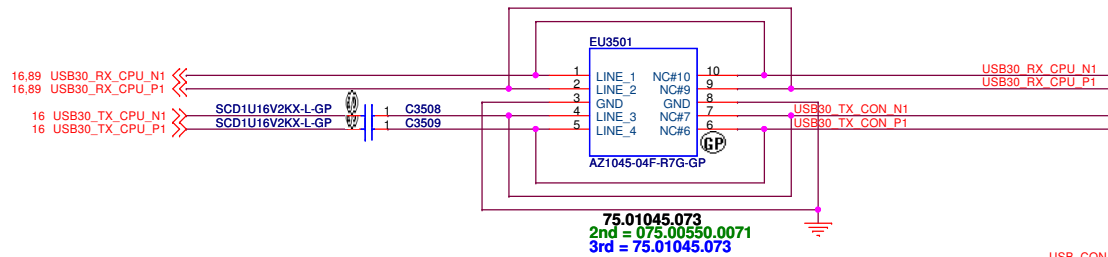 EU3501
16,89 USB30_RX_CPU_N1
1 LINE_1 NC#10 10
USB30_RX_CPU_N1
16,89 USB30_RX_CPU_P1
2 LINE_2 NC#9 9
USB30_RX_CPU_P1
3 GND GND 8
16 USB30_TX_CPU_N1
SCD1U16V2KX-L-GP 1 C3508
4 LINE_3 NC#7 7
USB30_TX_CON_N1
16 USB30_TX_CPU_P1
SCD1U16V2KX-L-GP 1 C3509
5 LINE_4 NC#6 6
USB30_TX_CON_P1
GP
AZ1045-04F-R7G-GP
75.01045.073
2nd = 075.00550.0071
3rd = 75.01045.073